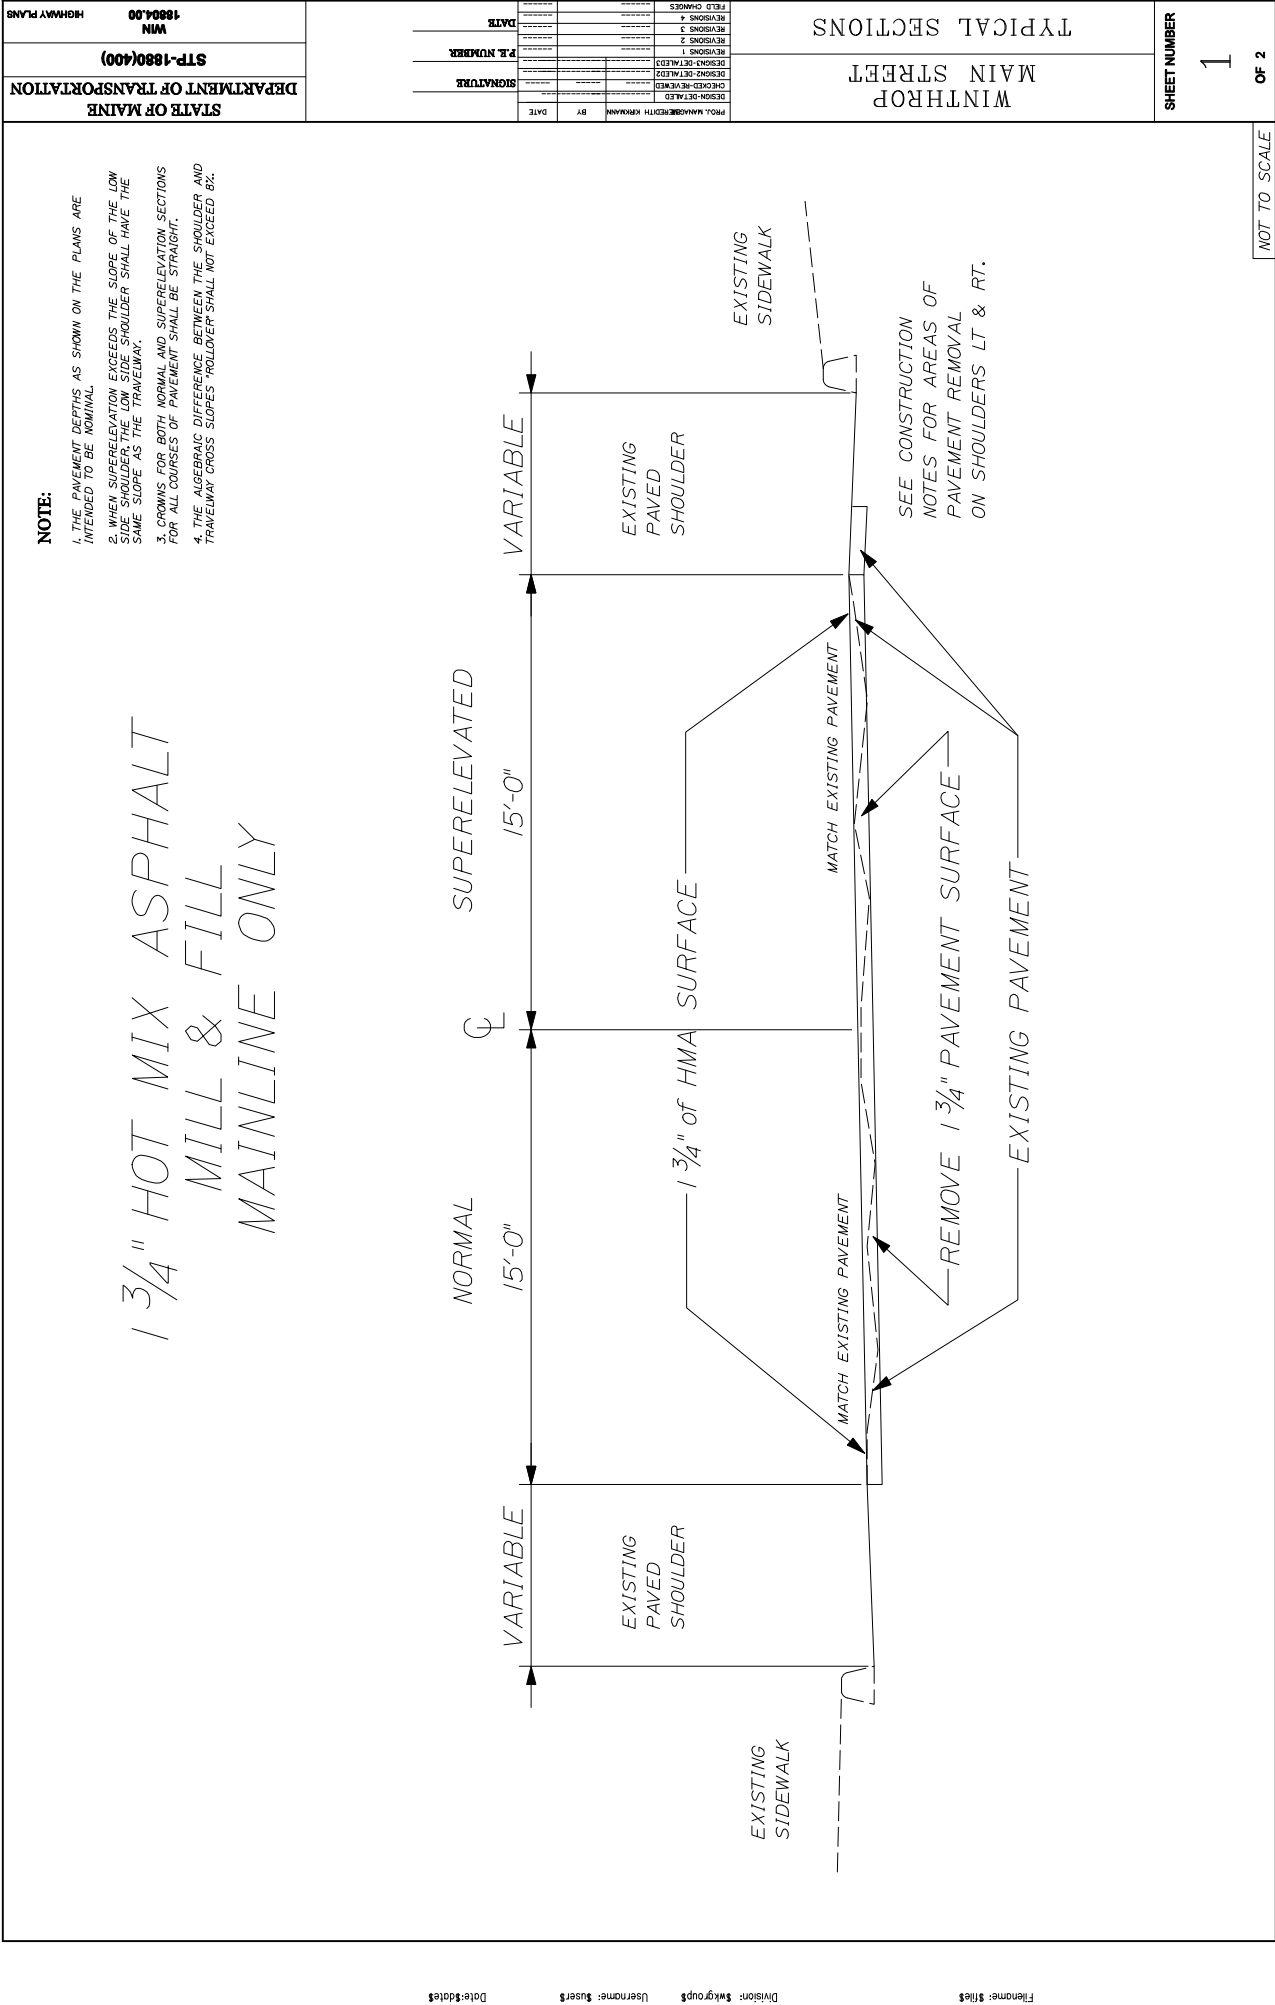 1 3/4" HOT MIX ASPHALT
MILL & FILL
MAINLINE ONLY
NOTE:
1. THE PAVEMENT DEPTHS AS SHOWN ON THE PLANS ARE
INTENDED TO BE NOMINAL.
2. WHEN SUPERELEVATION EXCEEDS THE SLOPE OF THE LOW
SIDE SHOULDER, THE LOW SIDE SHOULDER SHALL HAVE THE
SAME SLOPE AS THE TRAVELWAY.
3. CROWNS FOR BOTH NORMAL AND SUPERELEVATION SECTIONS
FOR ALL COURSES OF PAVEMENT SHALL BE STRAIGHT.
4. THE ALGEBRAIC DIFFERENCE BETWEEN THE SHOULDER AND
TRAVELWAY CROSS SLOPES "ROLLOVER" SHALL NOT EXCEED 8%.
NORMAL
SUPERELEVATED
VARIABLE
15'-0"
15'-0"
VARIABLE
EXISTING
PAVED
SHOULDER
EXISTING
PAVED
SHOULDER
1 3/4" of HMA SURFACE
EXISTING
SIDEWALK
EXISTING
SIDEWALK
MATCH EXISTING PAVEMENT
MATCH EXISTING PAVEMENT
REMOVE 1 3/4" PAVEMENT SURFACE
EXISTING PAVEMENT
SEE CONSTRUCTION
NOTES FOR AREAS OF
PAVEMENT REMOVAL
ON SHOULDERS LT & RT.
NOT TO SCALE
STATE OF MAINE
DEPARTMENT OF TRANSPORTATION
STP-1880(400)
WIN
18804.00
HIGHWAY PLANS
SIGNATURE
P.E. NUMBER
DATE
PROJ. MANAGER MEREDITH KIRKMANN BY DATE
DESIGN-DETAILED
CHECKED-REVIEWED
DESIGN2-DETAILED2
DESIGN3-DETAILED3
REVISIONS 1
REVISIONS 2
REVISIONS 3
REVISIONS 4
FIELD CHANGES
WINTHROP
MAIN STREET
TYPICAL SECTIONS
SHEET NUMBER
1
OF 2
Date:$date$
Username: $user$
Division: $wkgroup$
Filename: $file$